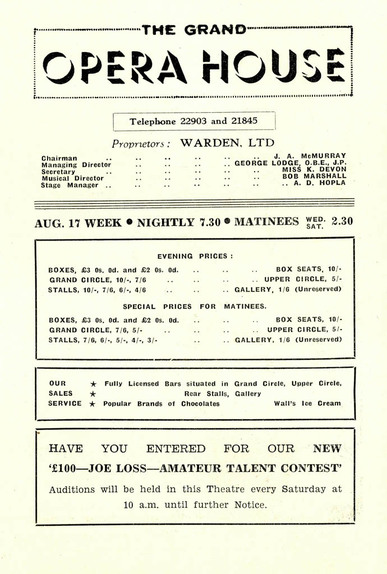 THE GRAND
OPERA HOUSE
Telephone 22903 and 21845
Proprietors: WARDEN, LTD
Chairman .. .. .. .. .. .. J. A. McMURRAY
Managing Director .. .. .. .. GEORGE LODGE, O.B.E., J.P.
Secretary .. .. .. .. .. MISS K. DEVON
Musical Director .. .. .. .. .. BOB MARSHALL
Stage Manager .. .. .. .. .. .. A. D. HOPLA
AUG. 17 WEEK • NIGHTLY 7.30 • MATINEES WED. SAT. 2.30
EVENING PRICES:
BOXES, £3 0s. 0d. and £2 0s. 0d. .. .. .. BOX SEATS, 10/-
GRAND CIRCLE, 10/-, 7/6 .. .. .. UPPER CIRCLE, 5/-
STALLS, 10/-, 7/6, 6/-, 4/6 .. .. .. GALLERY, 1/6 (Unreserved)
SPECIAL PRICES FOR MATINEES.
BOXES, £3 0s. 0d. and £2 0s. 0d. .. .. .. BOX SEATS, 10/-
GRAND CIRCLE, 7/6, 5/- .. .. .. UPPER CIRCLE, 5/-
STALLS, 7/6, 6/-, 5/-, 4/-, 3/- .. .. GALLERY, 1/6 (Unreserved)
OUR ★ Fully Licensed Bars situated in Grand Circle, Upper Circle,
SALES ★ Rear Stalls, Gallery
SERVICE ★ Popular Brands of Chocolates Wall's Ice Cream
HAVE YOU ENTERED FOR OUR NEW
'£100—JOE LOSS—AMATEUR TALENT CONTEST'
Auditions will be held in this Theatre every Saturday at
10 a.m. until further Notice.